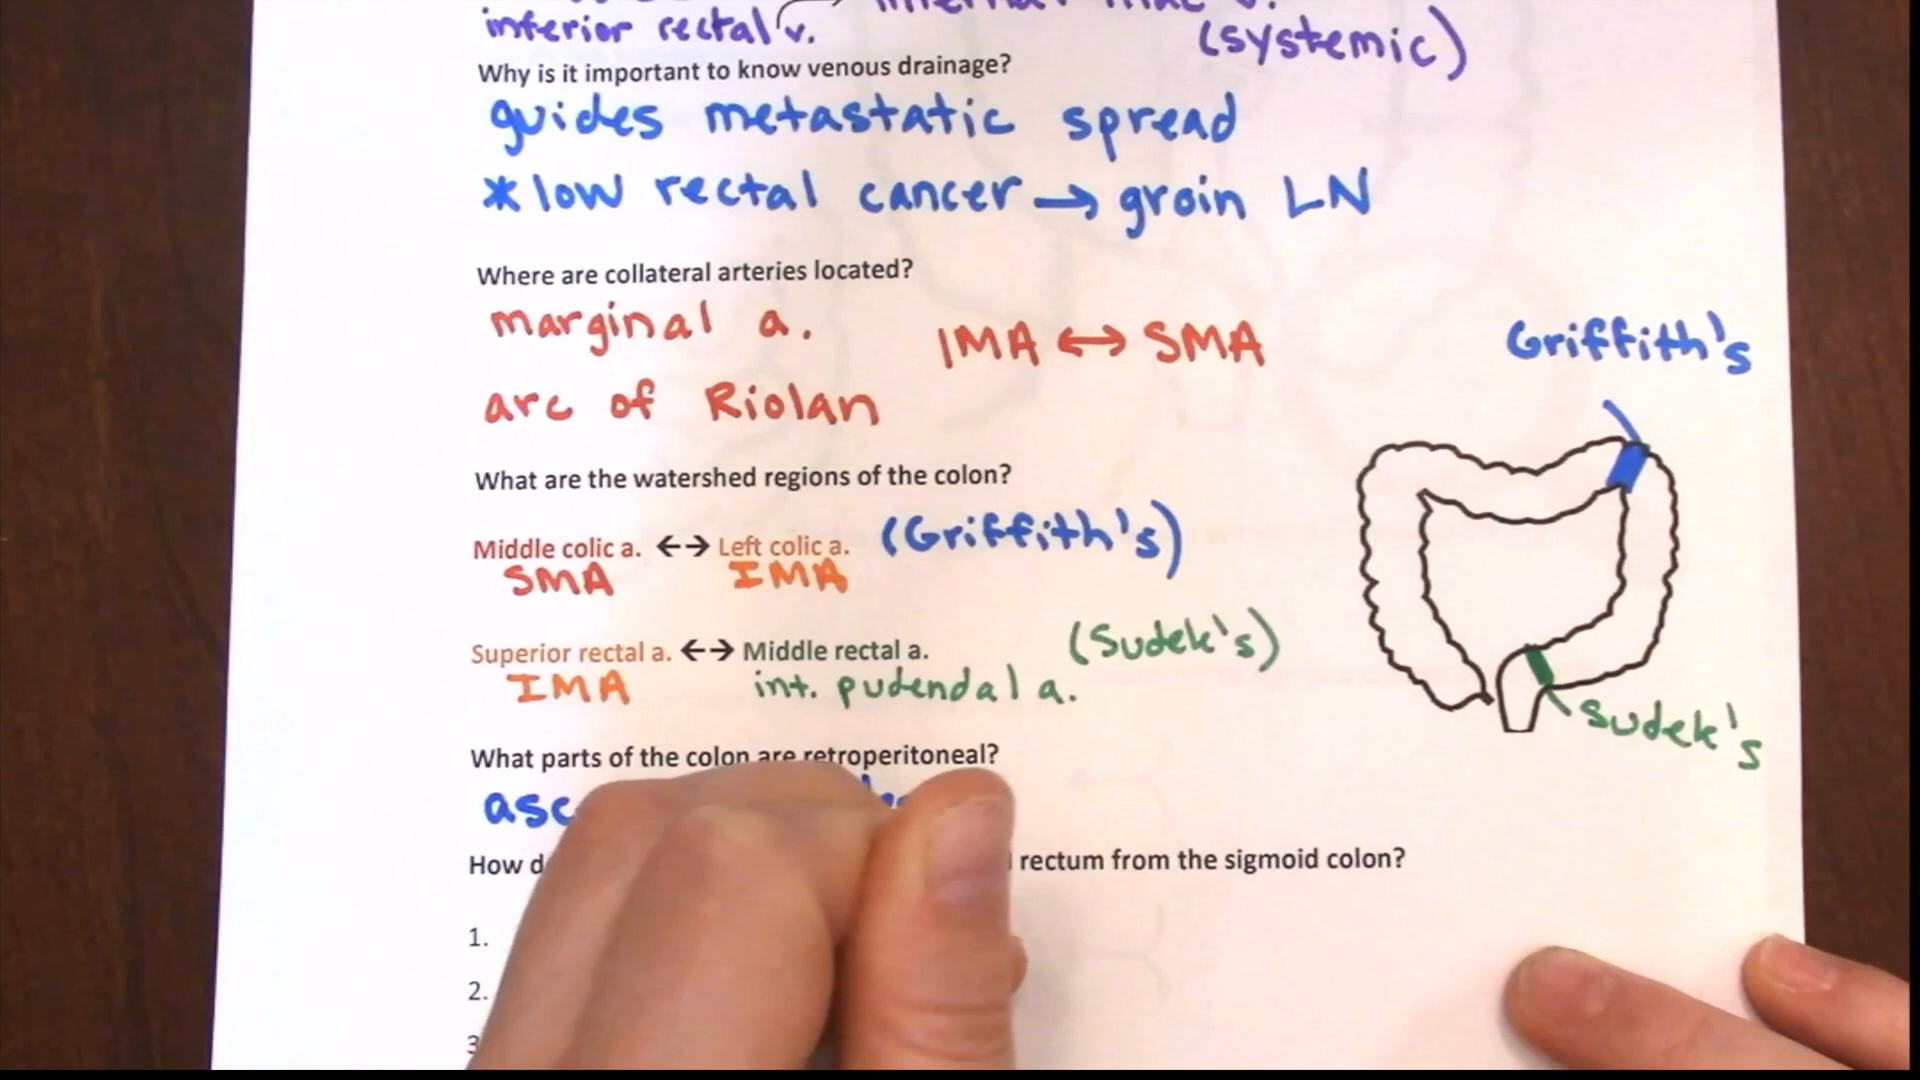 inferior rectal v.
(systemic)
Why is it important to know venous drainage?
guides metastatic spread
*low rectal cancer → groin LN
Where are collateral arteries located?
marginal a.
IMA ↔ SMA
arc of Riolan
Griffith's
What are the watershed regions of the colon?
Middle colic a. ↔ Left colic a. (Griffith's)
SMA IMA
Superior rectal a. ↔ Middle rectal a. (Sudek's)
IMA int. pudendal a.
Sudek's
What parts of the colon are retroperitoneal?
asc
How d
rectum from the sigmoid colon?
1.
2.
3